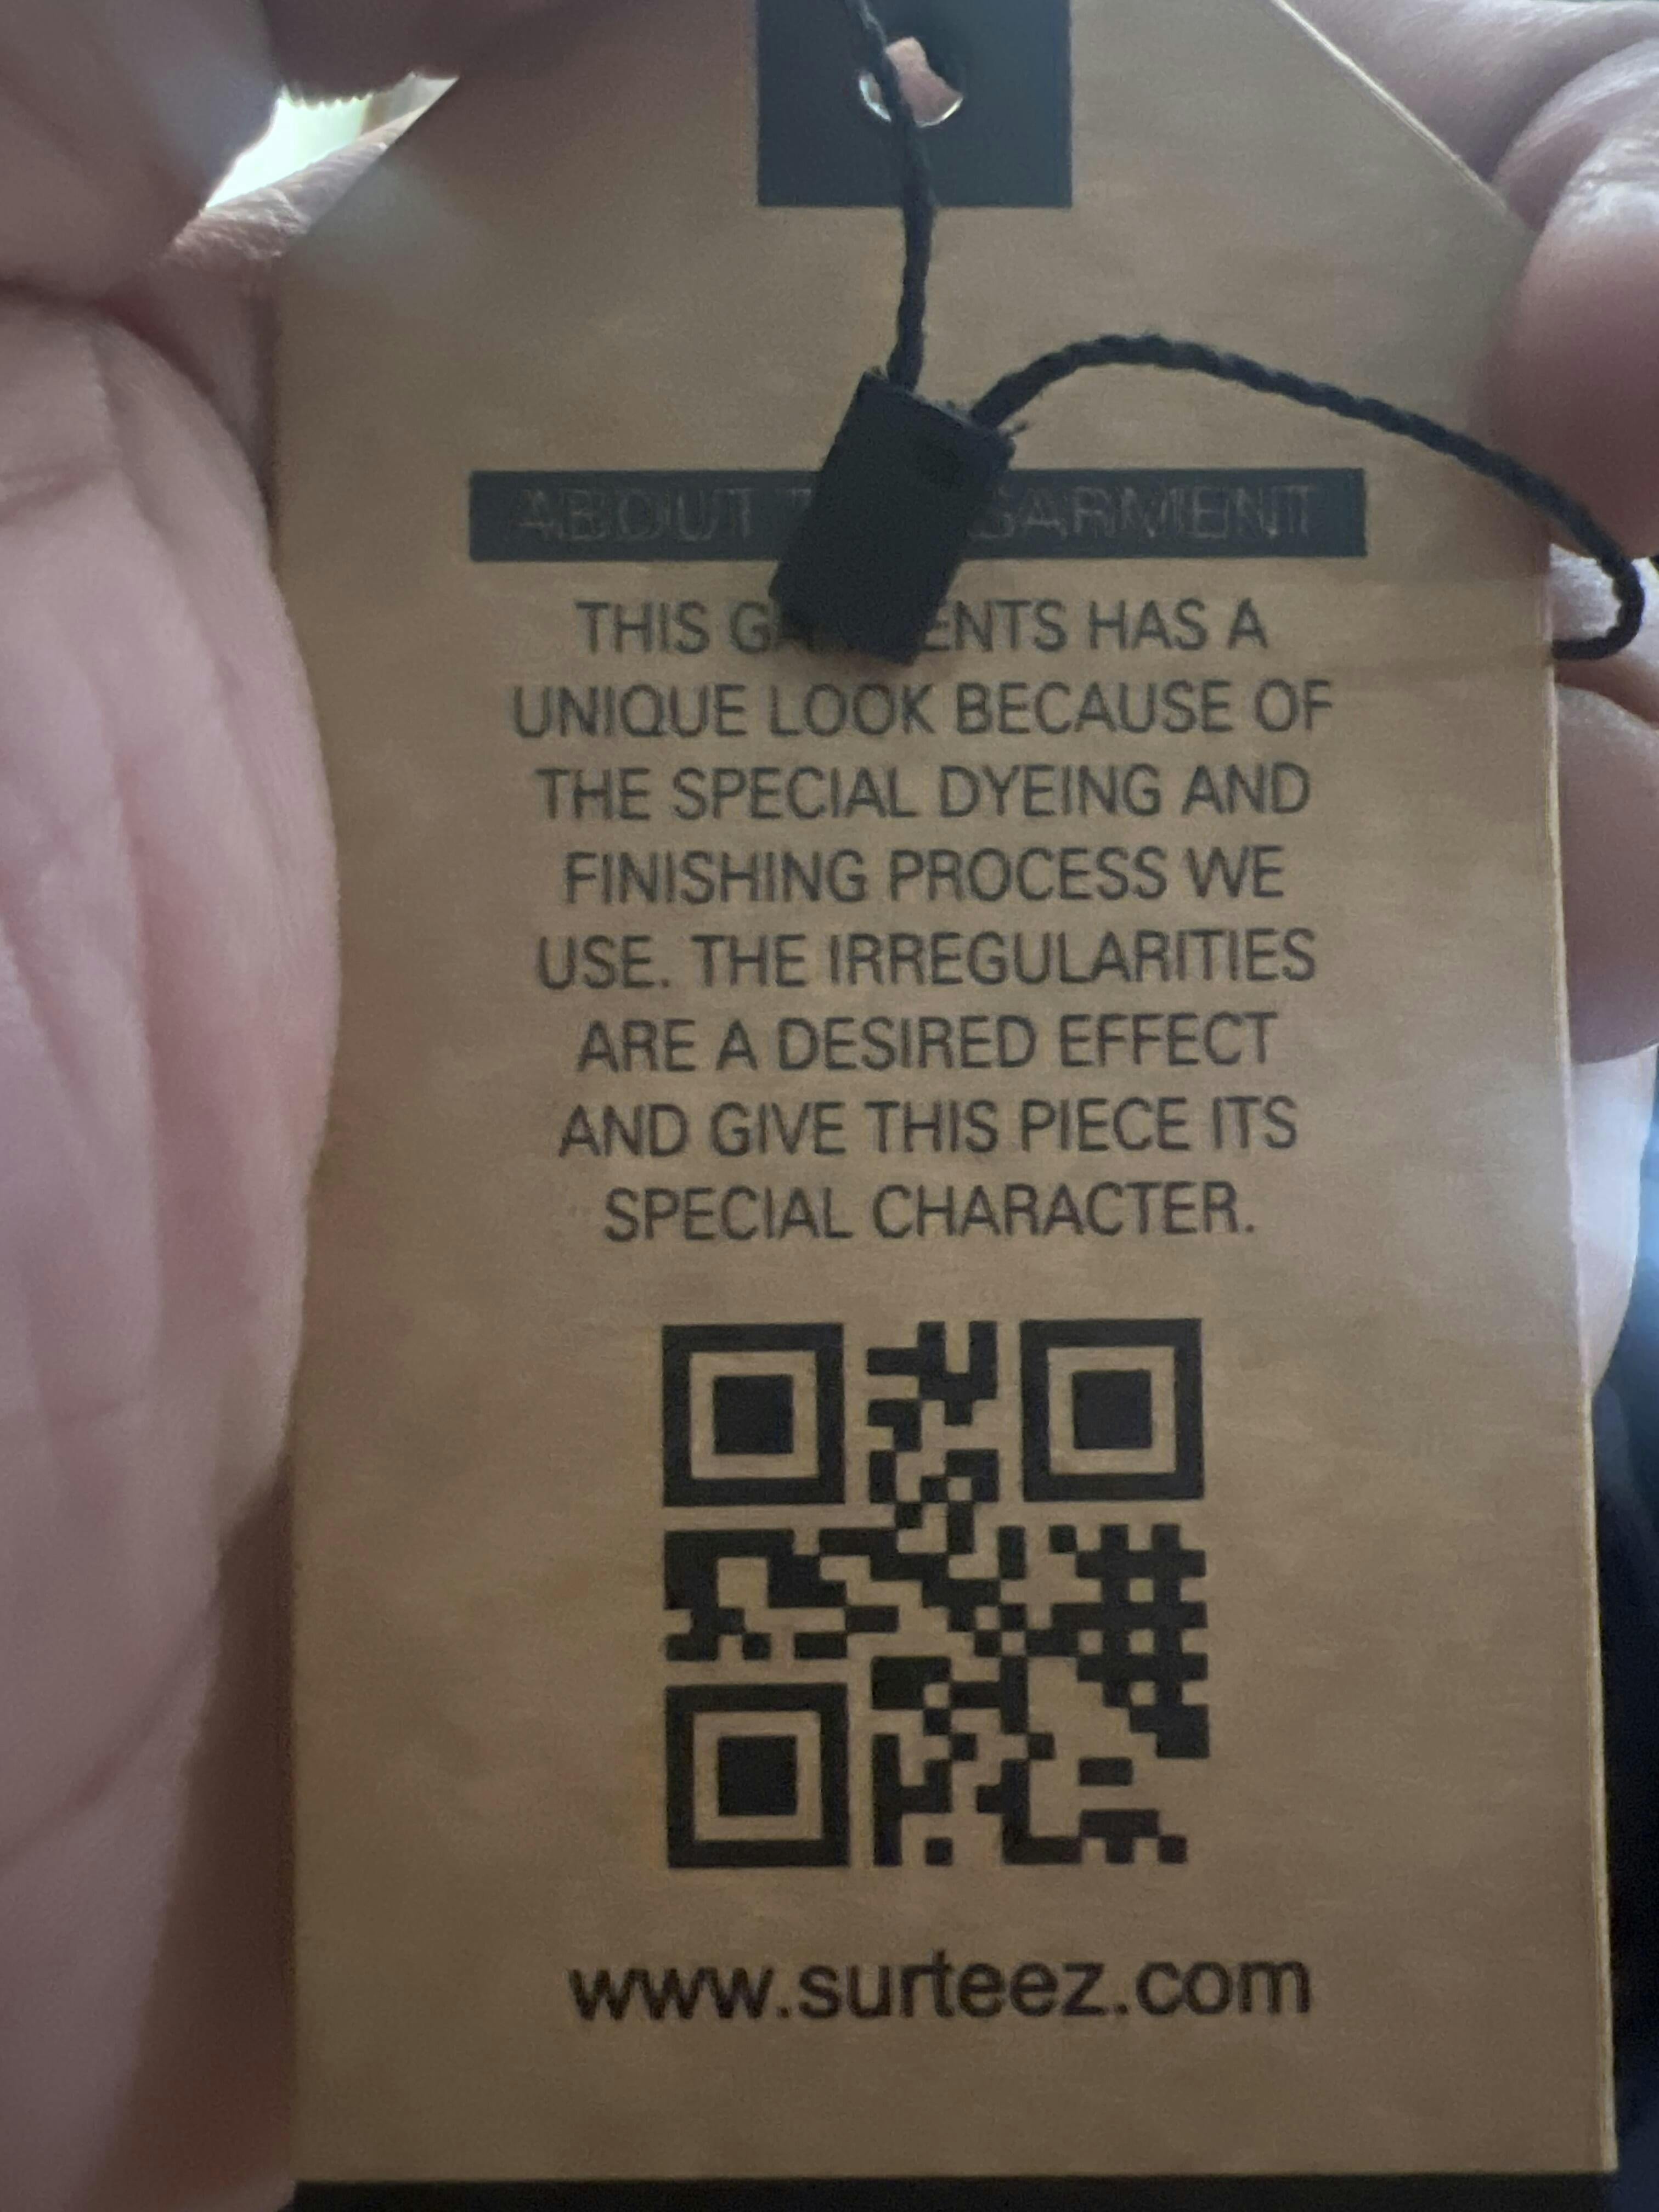 ABOUT GARMENT
THIS HAS A
UNIQUE LOOK BECAUSE OF
THE SPECIAL DYEING AND
FINISHING PROCESS WE
USE. THE IRREGULARITIES
ARE A DESIRED EFFECT
AND GIVE THIS PIECE ITS
SPECIAL CHARACTER.
www.surteez.com